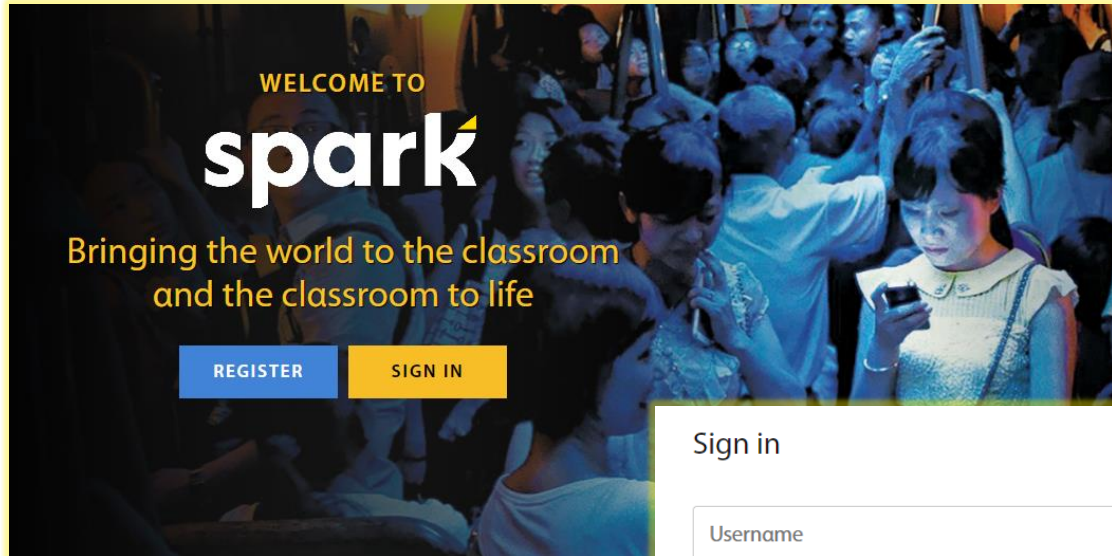 WELCOME TO
spark
Bringing the world to the classroom
and the classroom to life
REGISTER
SIGN IN
Sign in
Username